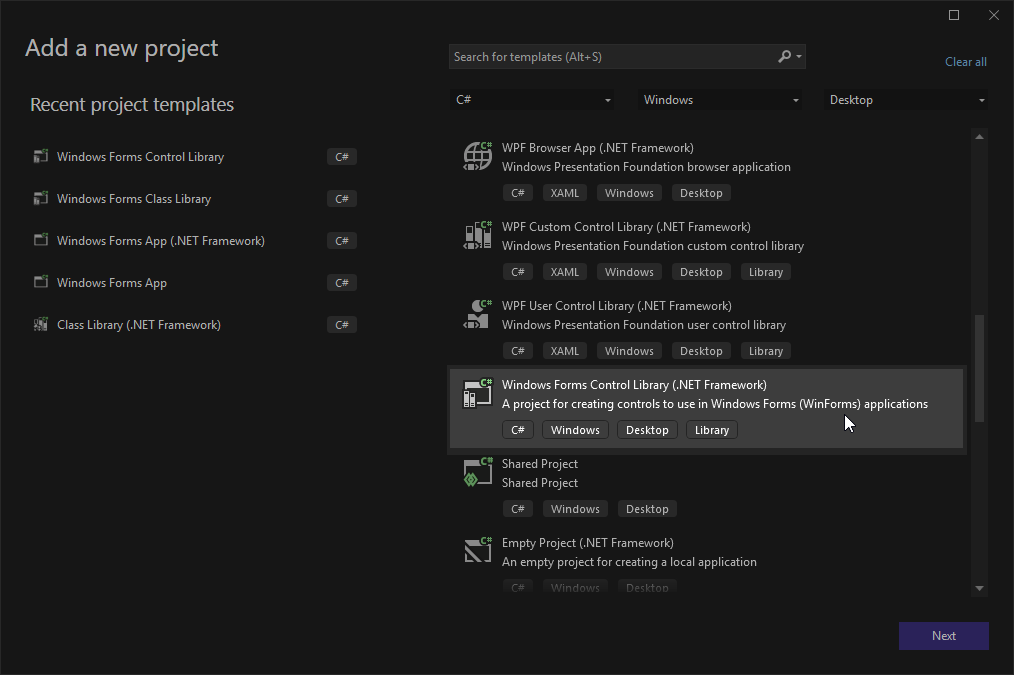 Add a new project
Search for templates (Alt+S)
Clear all
Recent project templates
C#
Windows
Desktop
Windows Forms Control Library C#
Windows Forms Class Library C#
Windows Forms App (.NET Framework) C#
Windows Forms App C#
Class Library (.NET Framework) C#
WPF Browser App (.NET Framework)
Windows Presentation Foundation browser application
C# XAML Windows Desktop
WPF Custom Control Library (.NET Framework)
Windows Presentation Foundation custom control library
C# XAML Windows Desktop Library
WPF User Control Library (.NET Framework)
Windows Presentation Foundation user control library
C# XAML Windows Desktop Library
Windows Forms Control Library (.NET Framework)
A project for creating controls to use in Windows Forms (WinForms) applications
C# Windows Desktop Library
Shared Project
Shared Project
C# Windows Desktop
Empty Project (.NET Framework)
An empty project for creating a local application
C# Windows Desktop
Next